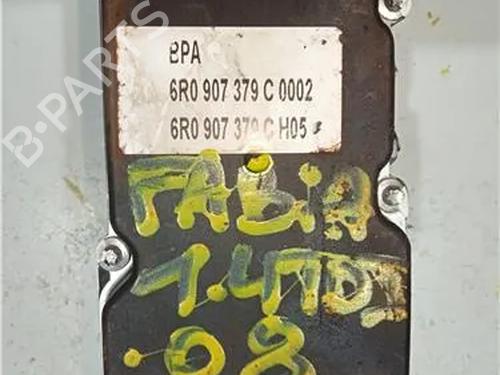 BPA
6R0 907 379 C 0002
6R0 907 379 C H05
FABiA
1.4TDI
.08
B-PARTS